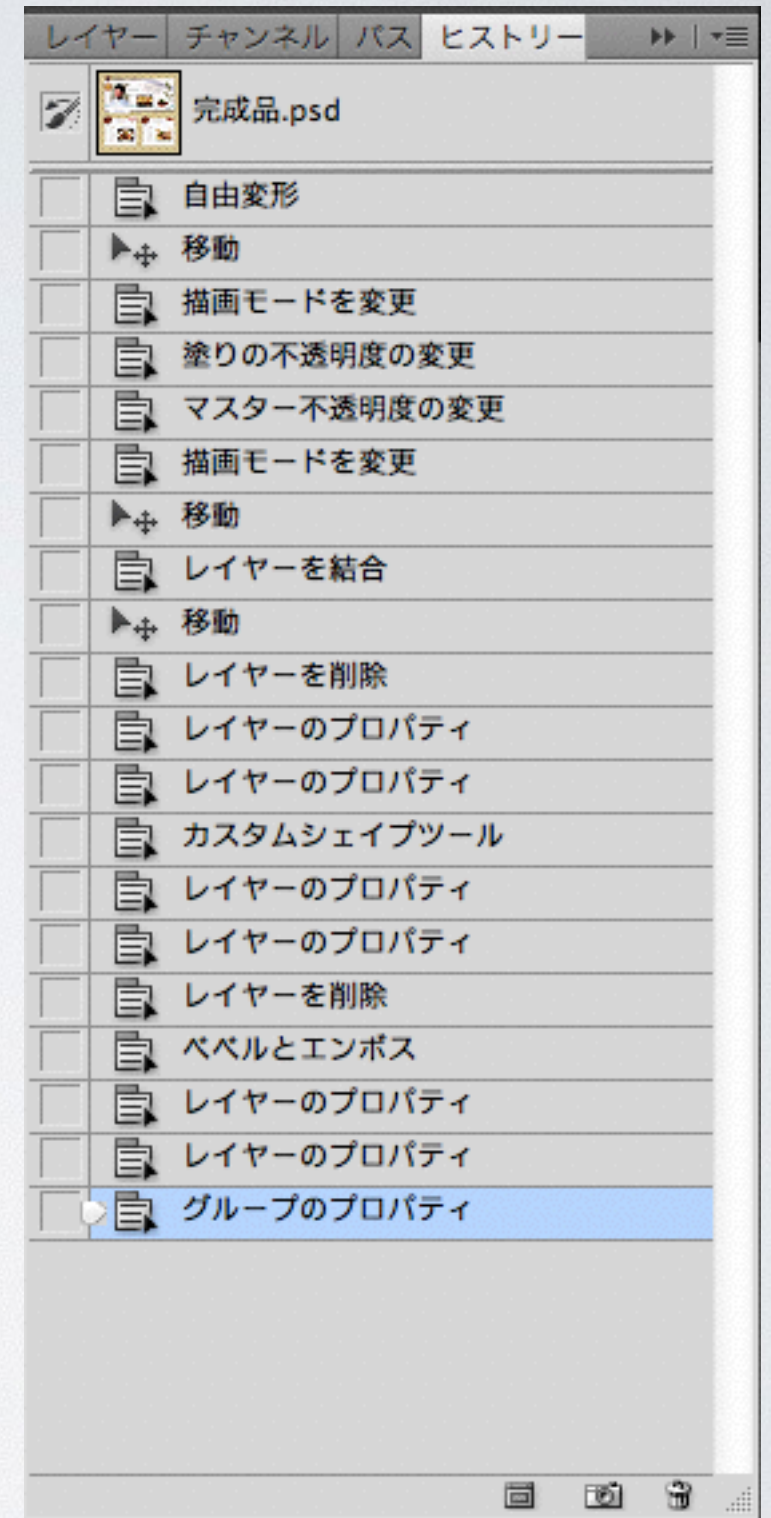 レイヤー チャンネル パス ヒストリー
完成品.psd
自由変形
移動
描画モードを変更
塗りの不透明度の変更
マスター不透明度の変更
描画モードを変更
移動
レイヤーを結合
移動
レイヤーを削除
レイヤーのプロパティ
レイヤーのプロパティ
カスタムシェイプツール
レイヤーのプロパティ
レイヤーのプロパティ
レイヤーを削除
ベベルとエンボス
レイヤーのプロパティ
レイヤーのプロパティ
グループのプロパティ